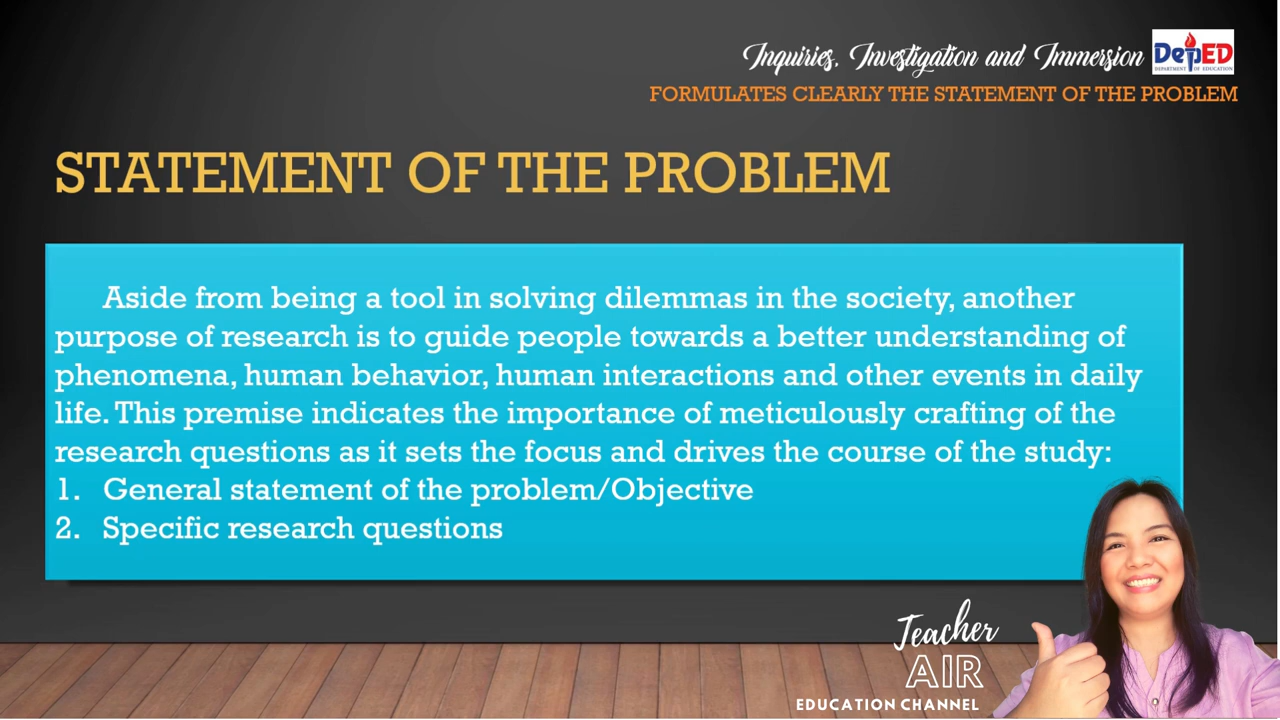 Inquiries, Investigation and Immersion
DepED
DEPARTMENT OF EDUCATION
FORMULATES CLEARLY THE STATEMENT OF THE PROBLEM
STATEMENT OF THE PROBLEM
Aside from being a tool in solving dilemmas in the society, another
purpose of research is to guide people towards a better understanding of
phenomena, human behavior, human interactions and other events in daily
life. This premise indicates the importance of meticulously crafting of the
research questions as it sets the focus and drives the course of the study:
1. General statement of the problem/Objective
2. Specific research questions
Teacher
AIR
EDUCATION CHANNEL